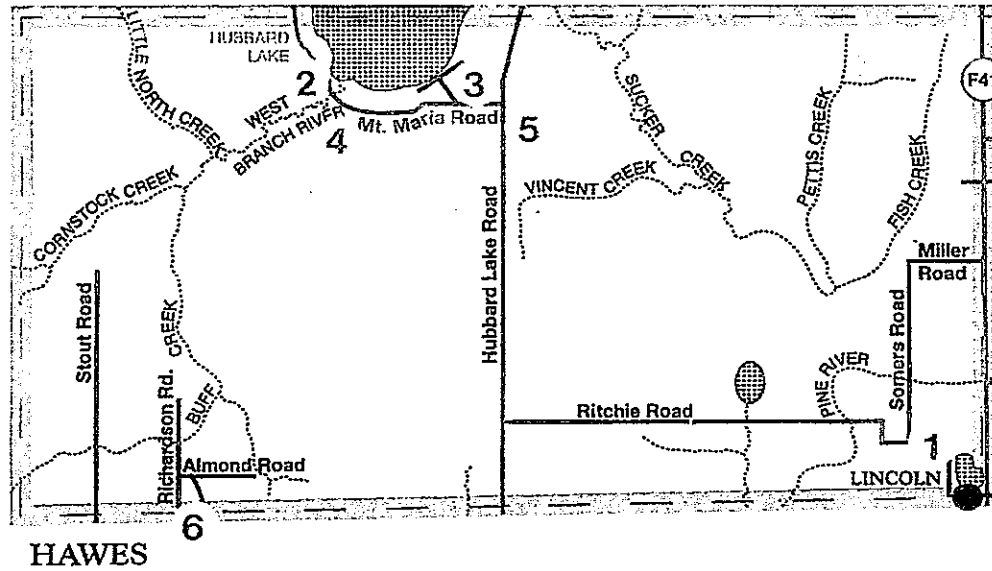 HUBBARD
LAKE
LITTLE NORTH CREEK
2
3
WEST
BRANCH RIVER
4
Mt. Maria Road
5
SUCKER
CREEK
PETTIS CREEK
FISH CREEK
F41
VINCENT CREEK
CORNSTOCK CREEK
Hubbard Lake Road
Miller
Road
Stout Road
CREEK
BUFF
Richardson Rd.
Somers Road
PINE RIVER
Ritchie Road
1
Almond Road
LINCOLN
6
HAWES